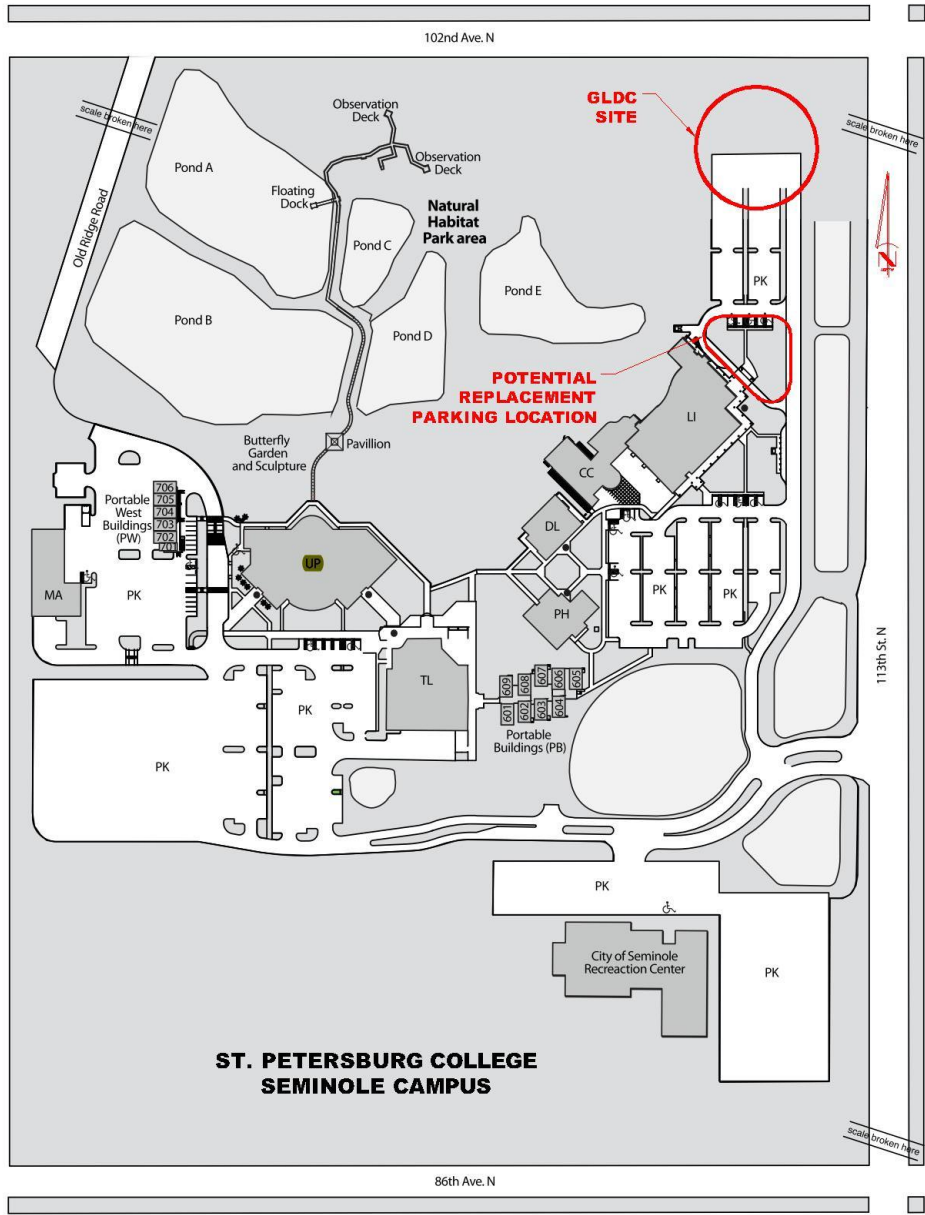 102nd Ave. N
scale broken here
Old Ridge Road
Pond A
Pond B
Observation
Deck
Observation
Deck
Floating
Dock
Natural
Habitat
Park area
Pond C
Pond D
Pond E
GLDC
SITE
scale broken here
N
PK
POTENTIAL
REPLACEMENT
PARKING LOCATION
Butterfly
Garden
and Sculpture
Pavillion
LI
CC
DL
PH
PK
PK
Portable
West
Buildings
(PW)
706
705
704
703
702
701
MA
PK
UP
TL
PK
PK
609
608
607
606
605
601
602
603
604
Portable
Buildings (PB)
113th St. N
PK
PK
City of Seminole
Recreaction Center
ST. PETERSBURG COLLEGE
SEMINOLE CAMPUS
scale broken here
86th Ave. N